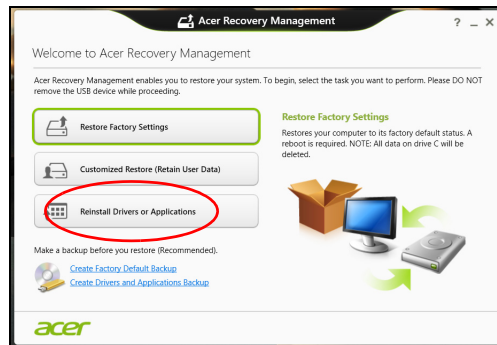 Acer Recovery Management
? _ X
Welcome to Acer Recovery Management
Acer Recovery Management enables you to restore your system. To begin, select the task you want to perform. Please DO NOT
remove the USB device while proceeding.
Restore Factory Settings
Customized Restore (Retain User Data)
Reinstall Drivers or Applications
Restore Factory Settings
Restores your computer to its factory default status. A
reboot is required. NOTE: All data on drive C will be
deleted.
Make a backup before you restore (Recommended).
Create Factory Default Backup
Create Drivers and Applications Backup
acer